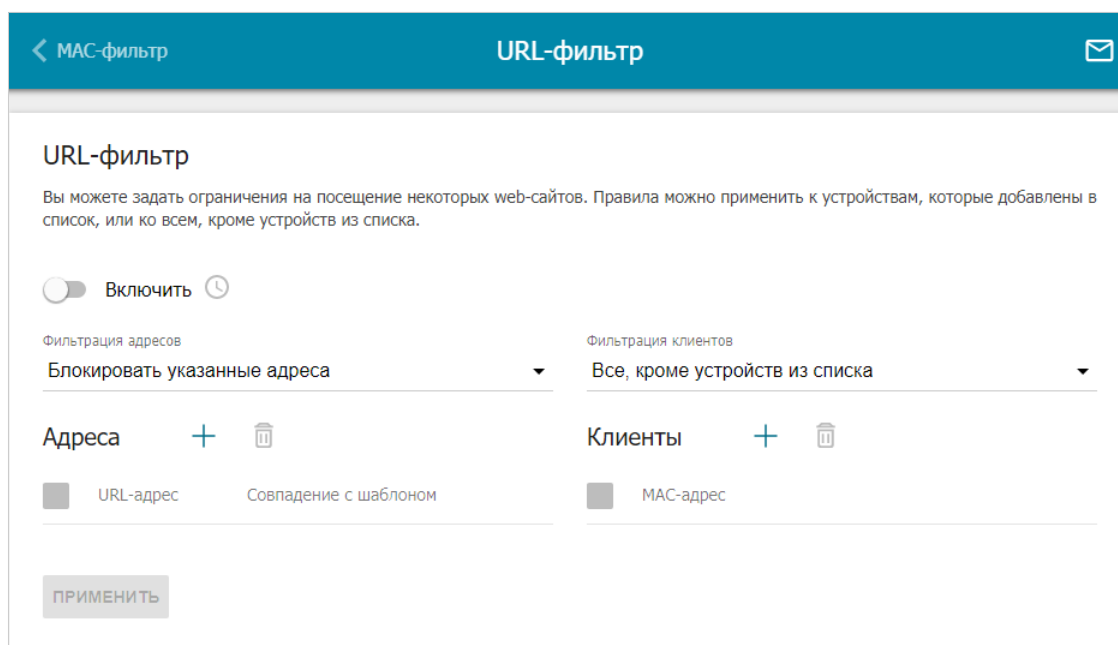 МАС-фильтр
URL-фильтр
URL-фильтр
Вы можете задать ограничения на посещение некоторых web-сайтов. Правила можно применить к устройствам, которые добавлены в
список, или ко всем, кроме устройств из списка.
Включить
Фильтрация адресов
Фильтрация клиентов
Блокировать указанные адреса
Все, кроме устройств из списка
Адреса
Клиенты
URL-адрес
Совпадение с шаблоном
МАС-адрес
ПРИМЕНИТЬ